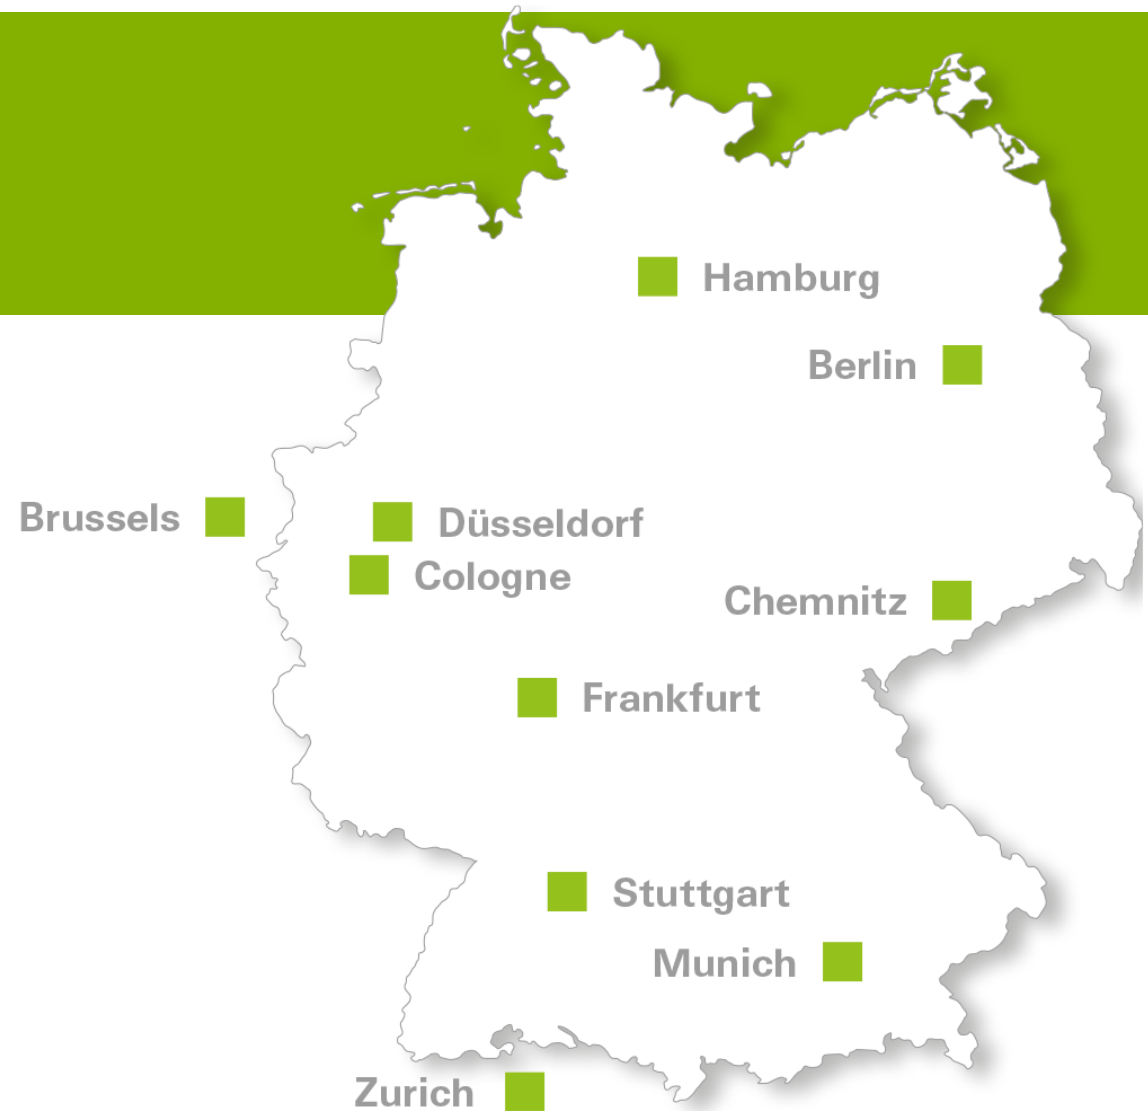 Hamburg
Berlin
Brussels
Düsseldorf
Cologne
Chemnitz
Frankfurt
Stuttgart
Munich
Zurich